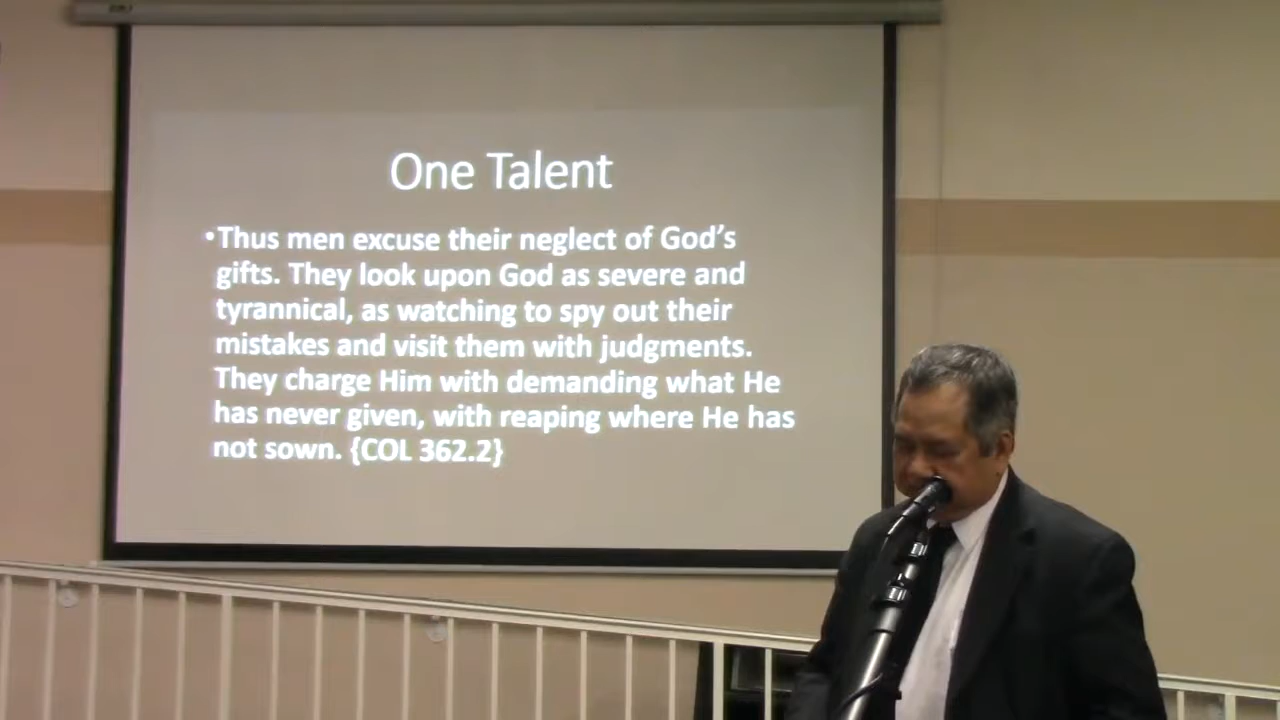 One Talent
•Thus men excuse their neglect of God's
gifts. They look upon God as severe and
tyrannical, as watching to spy out their
mistakes and visit them with judgments.
They charge Him with demanding what He
has never given, with reaping where He has
not sown. {COL 362.2}